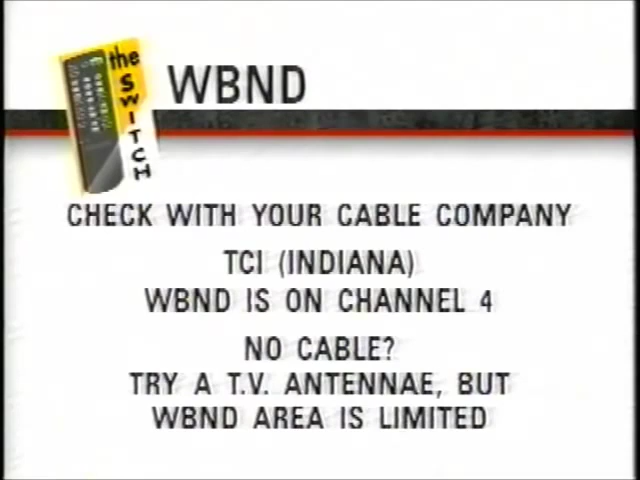 the SWITCH
WBND
CHECK WITH YOUR CABLE COMPANY
TCI (INDIANA)
WBND IS ON CHANNEL 4
NO CABLE?
TRY A T.V. ANTENNAE, BUT
WBND AREA IS LIMITED